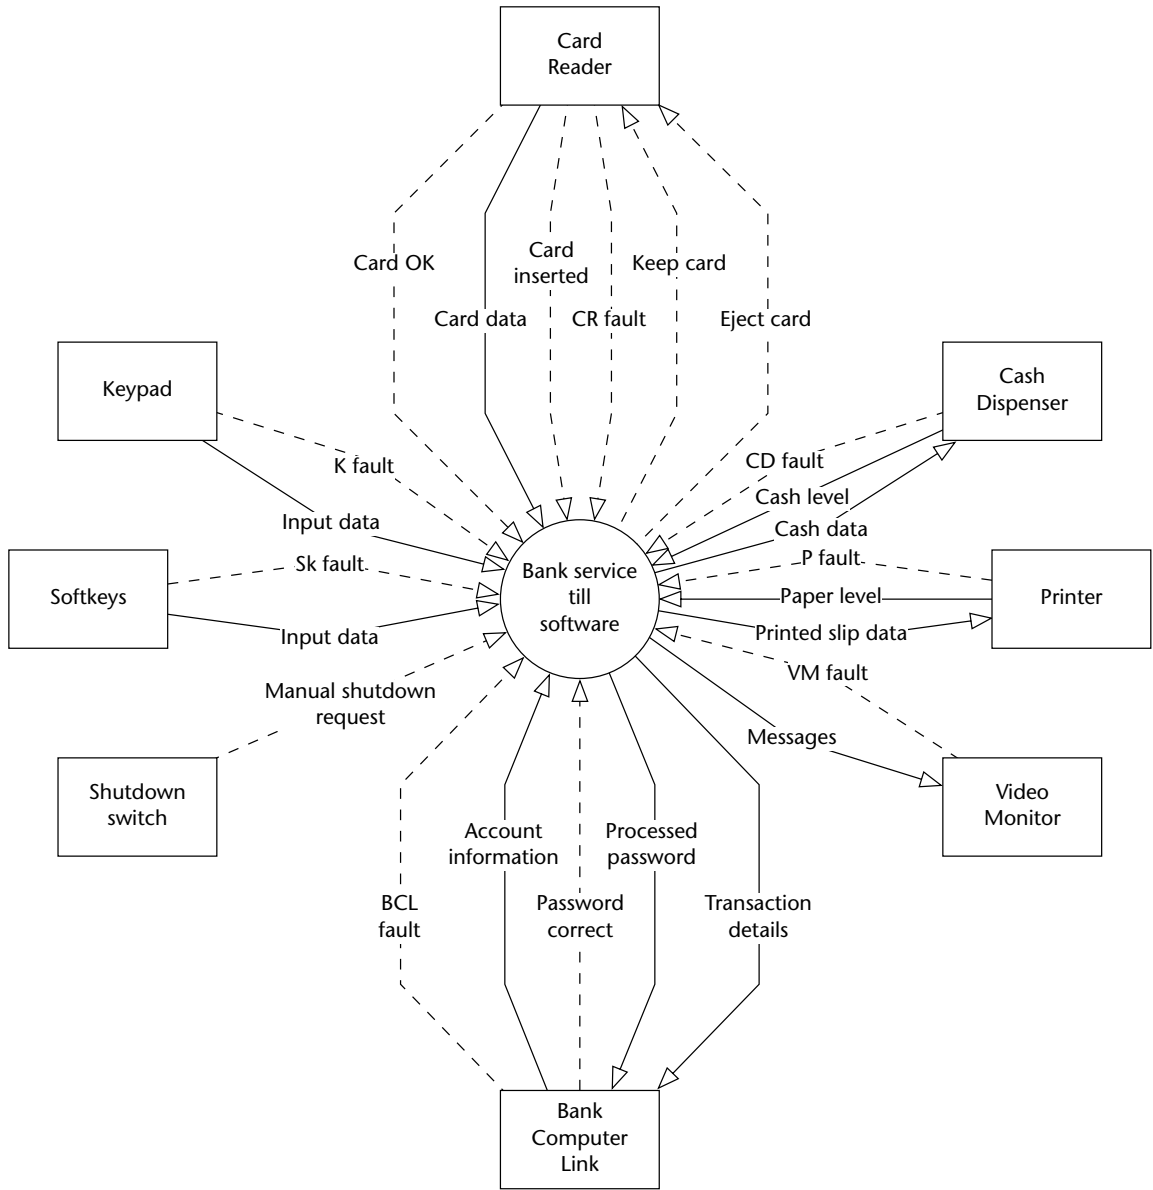 Card
Reader
Card OK
Card
inserted
Keep card
Card data
CR fault
Eject card
Keypad
Cash
Dispenser
K fault
CD fault
Cash level
Input data
Cash data
Sk fault
P fault
Softkeys
Bank service
till
software
Paper level
Printer
Input data
Printed slip data
VM fault
Manual shutdown
request
Messages
Shutdown
switch
Video
Monitor
Account
information
Processed
password
BCL
fault
Password
correct
Transaction
details
Bank
Computer
Link